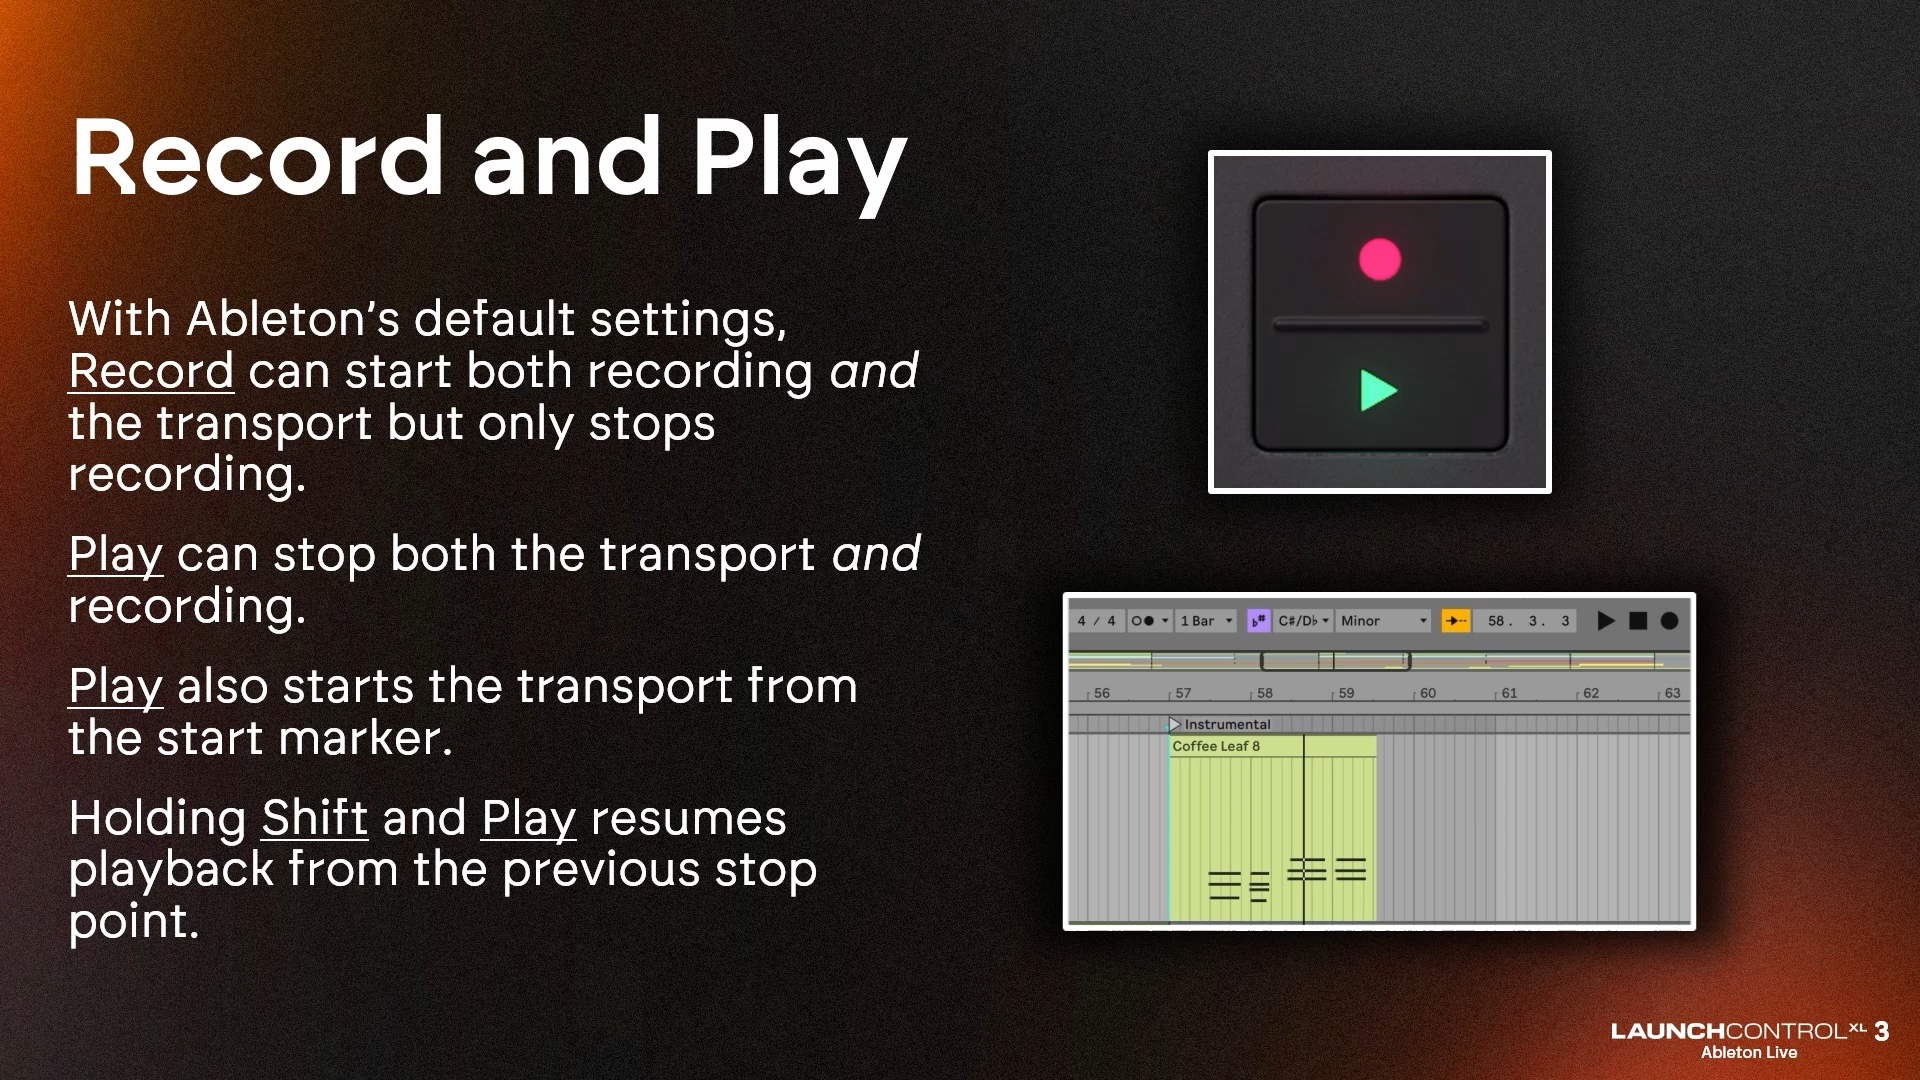 Record and Play
With Ableton’s default settings,
Record can start both recording and
the transport but only stops
recording.
Play can stop both the transport and
recording.
Play also starts the transport from
the start marker.
Holding Shift and Play resumes
playback from the previous stop
point.
4 / 4 1 Bar b# C#/Db Minor 58. 3. 3
56 57 58 59 60 61 62 63
Instrumental
Coffee Leaf 8
LAUNCHCONTROL XL 3
Ableton Live